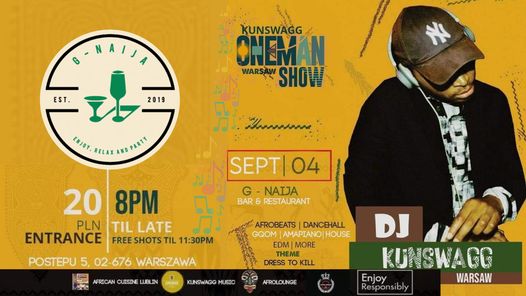 G - NAIJA
EST. 2019
ENJOY, RELAX AND PARTY
20
PLN
ENTRANCE
8PM
TIL LATE
FREE SHOTS TIL 11:30PM
POSTEPU 5, 02-676 WARSZAWA
KUNSWAGG
ONEMAN
WARSAW SHOW
SEPT| 04
G - NAIJA
BAR & RESTAURANT
AFROBEATS | DANCEHALL
GQOM | AMAPIANO | HOUSE
EDM | MORE
THEME
DRESS TO KILL
DJ
KUNSWAGG
WARSAW
AFRICAN CUISINE LUBLIN
KUNSWAGG MUSIC
AFROLOUNGE
Enjoy
Responsibly